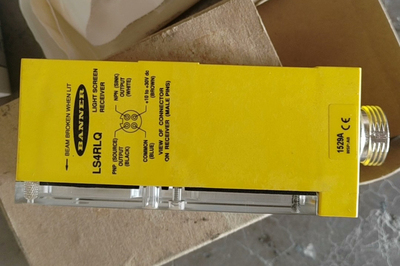 BEAM BROKEN WHEN LIT
BANNER
LS4RLQ
LIGHT SCREEN
RECEIVER
PNP (SOURCE)
OUTPUT
(BLACK)
NPN (SINK)
OUTPUT
(WHITE)
COMMON
(BLUE)
+10 to +30V dc
(BROWN)
VIEW OF CONNECTOR
ON RECEIVER (MALE PINS)
1529A CE